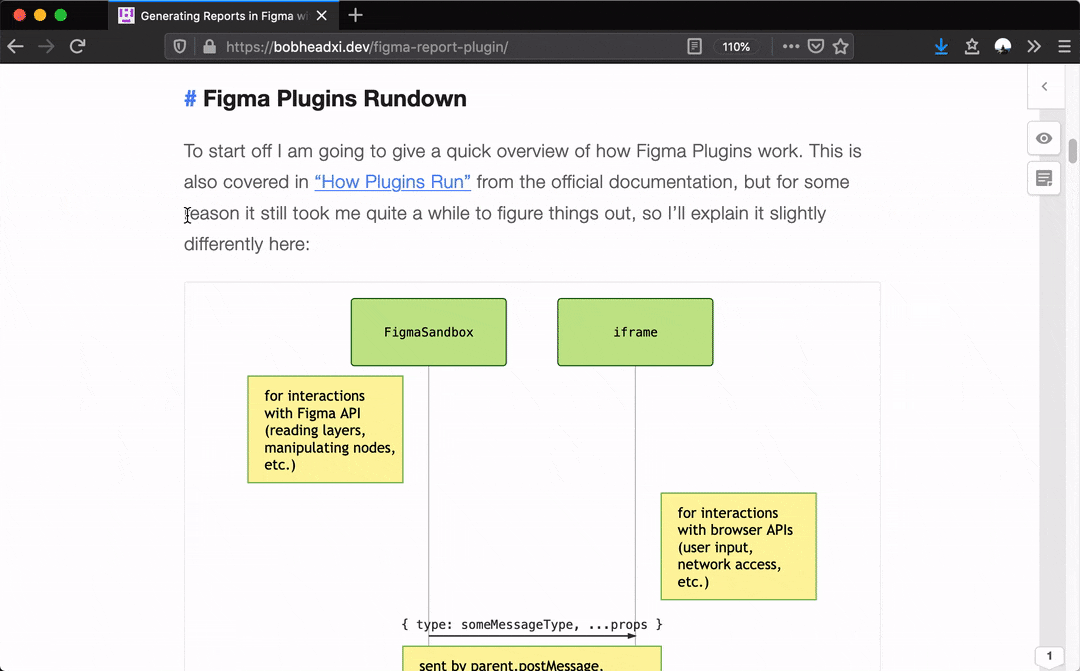 Generating Reports in Figma wi
https://bobheadxi.dev/figma-report-plugin/
110%
# Figma Plugins Rundown
To start off I am going to give a quick overview of how Figma Plugins work. This is
also covered in “How Plugins Run” from the official documentation, but for some
reason it still took me quite a while to figure things out, so I’ll explain it slightly
differently here:
FigmaSandbox
iframe
for interactions
with Figma API
(reading layers,
manipulating nodes,
etc.)
for interactions
with browser APIs
(user input,
network access,
etc.)
{ type: someMessageType, ...props }
sent by parent.postMessage,
1